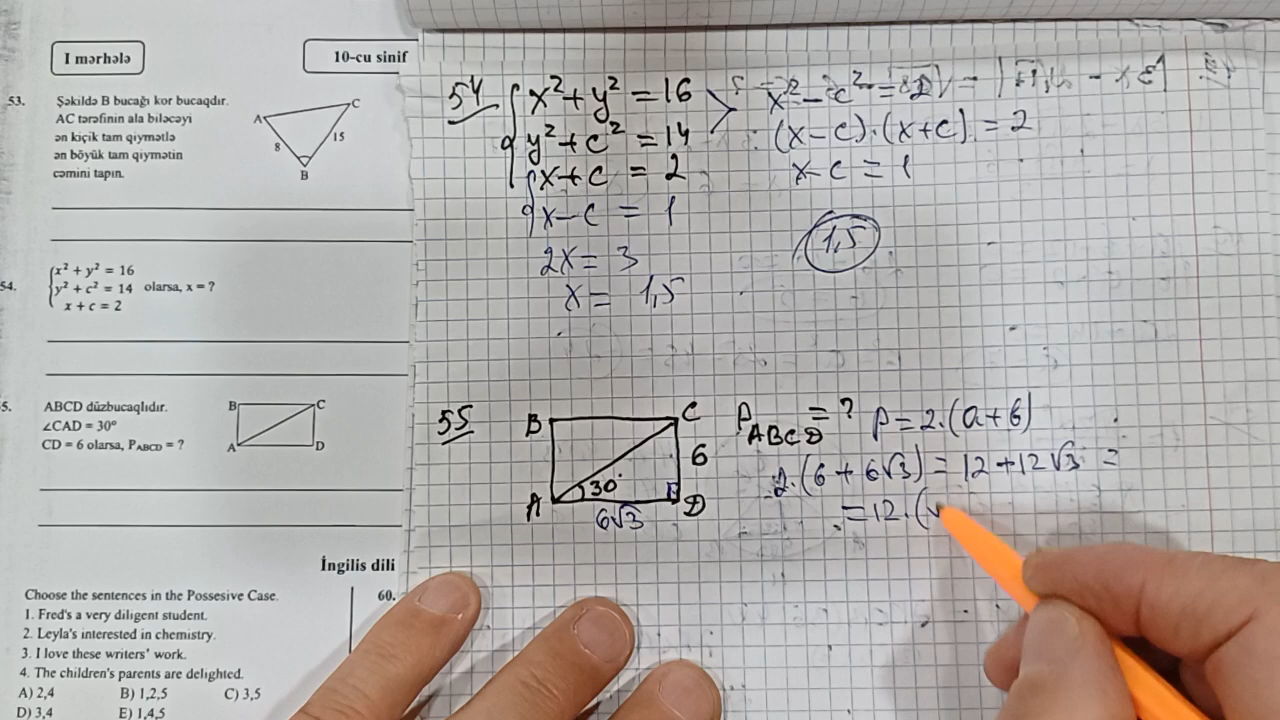 I mərhələ
10-cu sinif
53.
Şəkildə B bucağı kor bucaqdır.
AC tərəfinin ala biləcəyi
ən kiçik tam qiymətlə
ən böyük tam qiymətin
cəmini tapın.
A
C
8
15
B
54.
x² + y² = 16
y² + c² = 14 olarsa, x = ?
x + c = 2
5.
ABCD düzbucaqlıdır.
∠CAD = 30°
CD = 6 olarsa, P_ABCD = ?
B
C
A
D
İngilis dili
Choose the sentences in the Possesive Case.
60.
1. Fred's a very diligent student.
2. Leyla's interested in chemistry.
3. I love these writers' work.
4. The children's parents are delighted.
A) 2,4 B) 1,2,5 C) 3,5
D) 3,4 E) 1,4,5
54
x² + y² = 16
y² + c² = 14
x + c = 2
x - c = 1
2x = 3
x = 1,5
x² - c² = 2
(x - c)·(x + c) = 2
x - c = 1
1,5
55
B
C
6
A
30°
D
6√3
P_ABCD = ? P = 2·(a + b)
2·(6 + 6√3) = 12 + 12√3 =
= 12·(